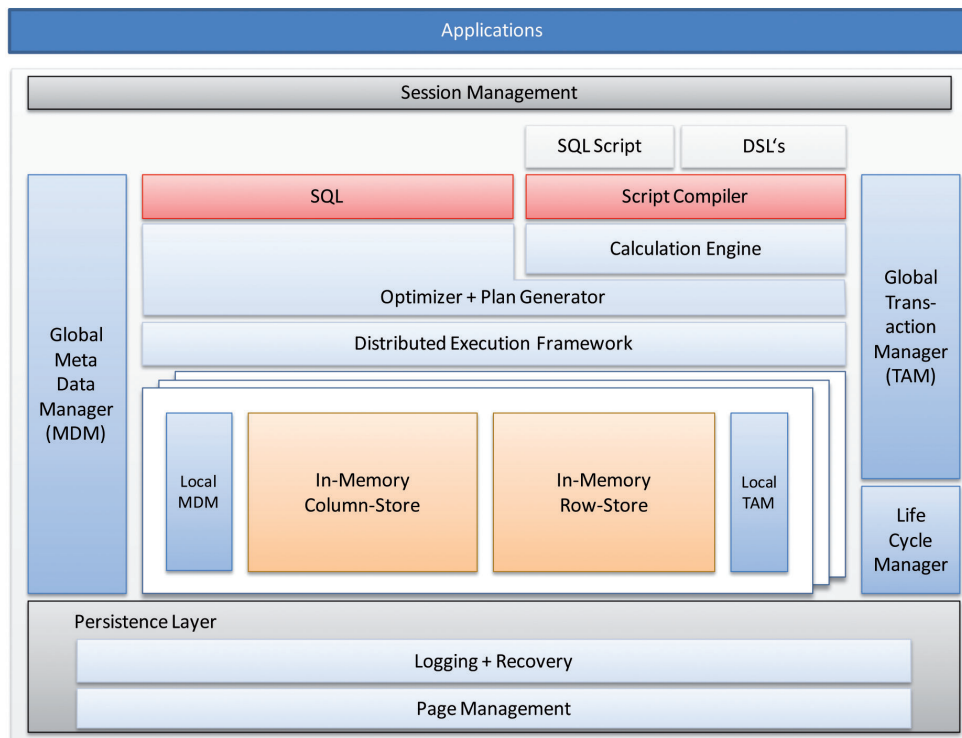 Applications
Session Management
SQL Script
DSL‘s
SQL
Script Compiler
Calculation Engine
Optimizer + Plan Generator
Distributed Execution Framework
Global
Meta
Data
Manager
(MDM)
Global
Trans-
action
Manager
(TAM)
Local
MDM
In-Memory
Column-Store
In-Memory
Row-Store
Local
TAM
Life
Cycle
Manager
Persistence Layer
Logging + Recovery
Page Management